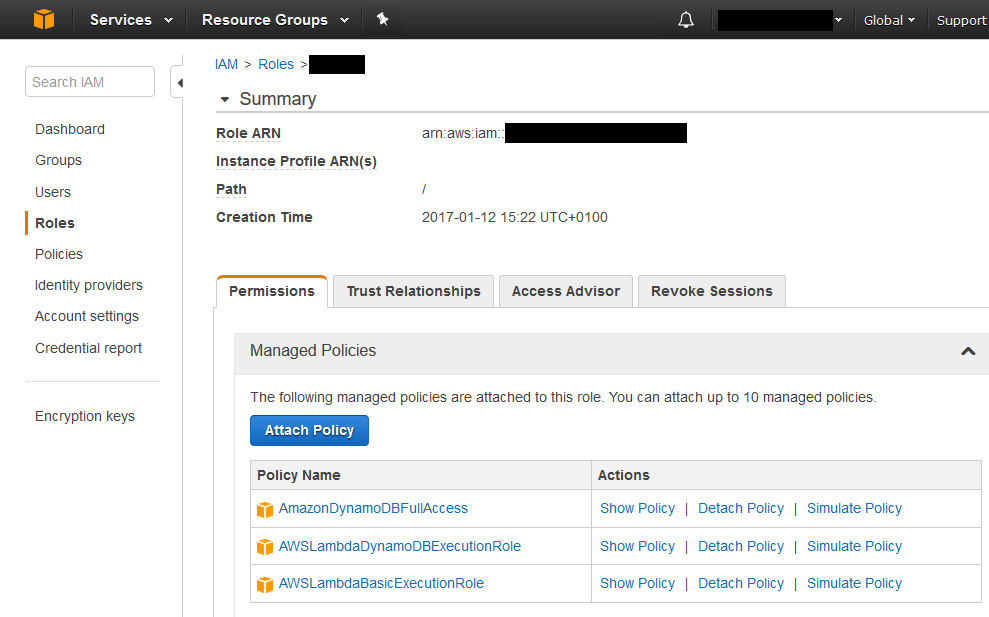 Services Resource Groups Global Support
IAM > Roles >
Search IAM
Summary
Dashboard
Groups
Users
Roles
Policies
Identity providers
Account settings
Credential report
Encryption keys
Role ARN arn:aws:iam::
Instance Profile ARN(s)
Path /
Creation Time 2017-01-12 15:22 UTC+0100
Permissions Trust Relationships Access Advisor Revoke Sessions
Managed Policies
The following managed policies are attached to this role. You can attach up to 10 managed policies.
Attach Policy
Policy Name Actions
AmazonDynamoDBFullAccess Show Policy | Detach Policy | Simulate Policy
AWSLambdaDynamoDBExecutionRole Show Policy | Detach Policy | Simulate Policy
AWSLambdaBasicExecutionRole Show Policy | Detach Policy | Simulate Policy